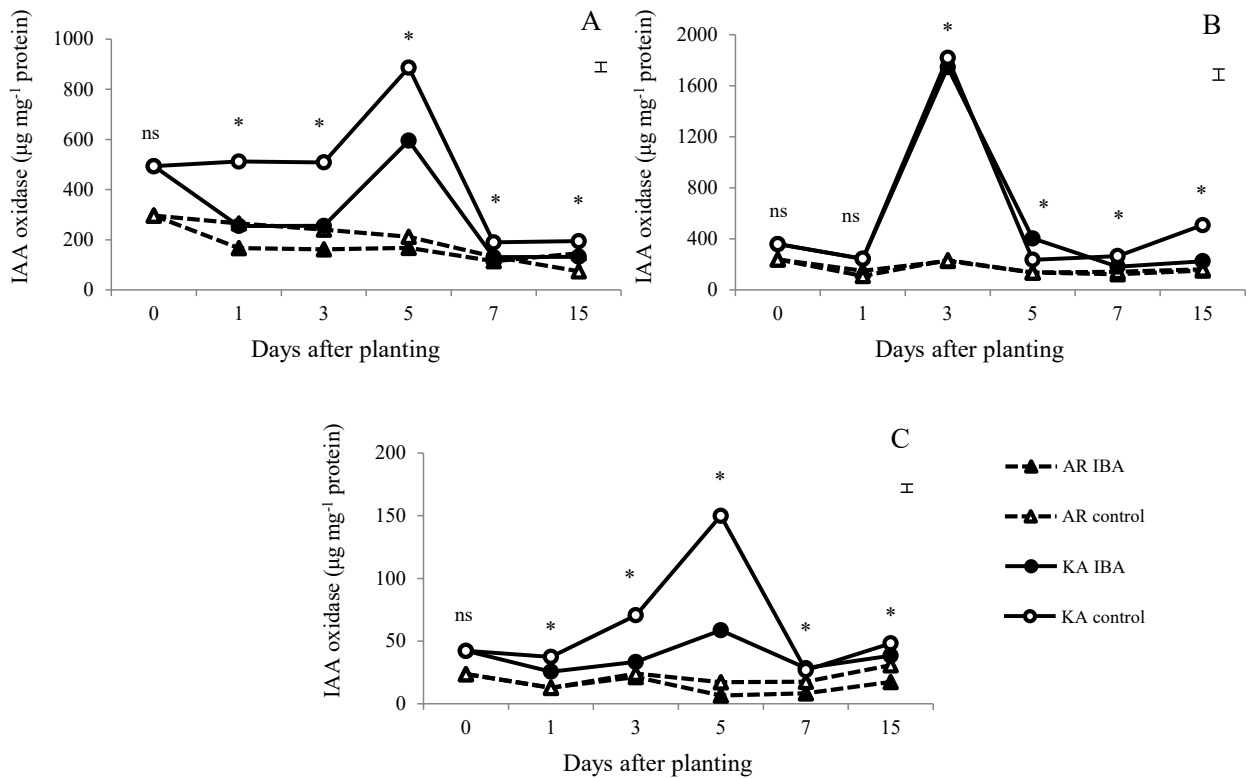 A
IAA oxidase (µg mg⁻¹ protein)
1000
800
600
400
200
0
ns
*
*
*
*
*
0 1 3 5 7 15
Days after planting
B
IAA oxidase (µg mg⁻¹ protein)
2000
1600
1200
800
400
0
ns
ns
*
*
*
*
0 1 3 5 7 15
Days after planting
C
IAA oxidase (µg mg⁻¹ protein)
200
150
100
50
0
ns
*
*
*
*
*
0 1 3 5 7 15
Days after planting
AR IBA
AR control
KA IBA
KA control